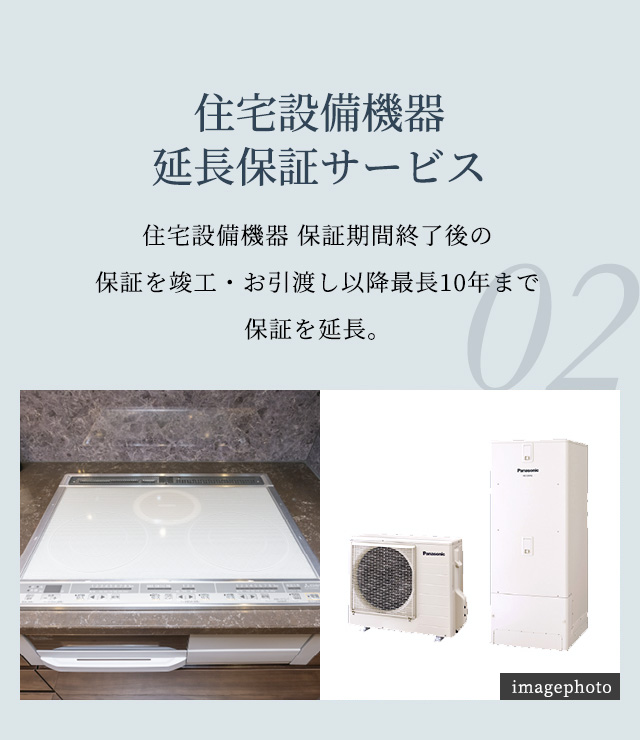 住宅設備機器
延長保証サービス
住宅設備機器 保証期間終了後の
保証を竣工・お引渡し以降最長10年まで
保証を延長。
02
Panasonic
Panasonic
imagephoto